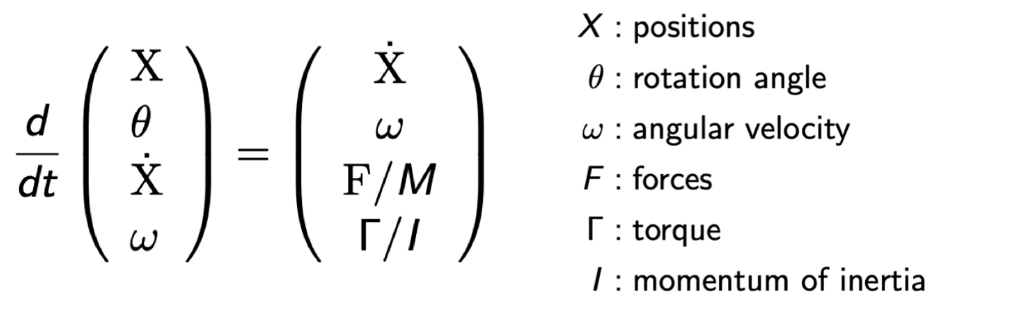 d/dt ( X θ Ẋ ω ) = ( Ẋ ω F/M Γ/I )
X : positions
θ : rotation angle
ω : angular velocity
F : forces
Γ : torque
I : momentum of inertia